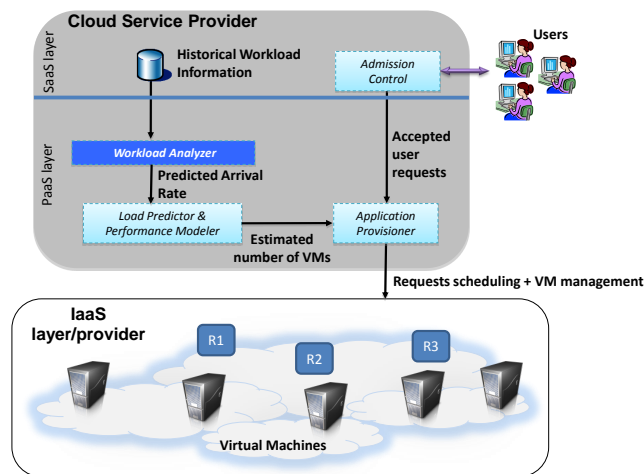 Cloud Service Provider
SaaS layer
Historical Workload
Information
Admission
Control
Users
PaaS layer
Workload Analyzer
Accepted
user
requests
Predicted Arrival
Rate
Load Predictor &
Performance Modeler
Estimated
number of VMs
Application
Provisioner
Requests scheduling + VM management
IaaS
layer/provider
R1
R2
R3
Virtual Machines